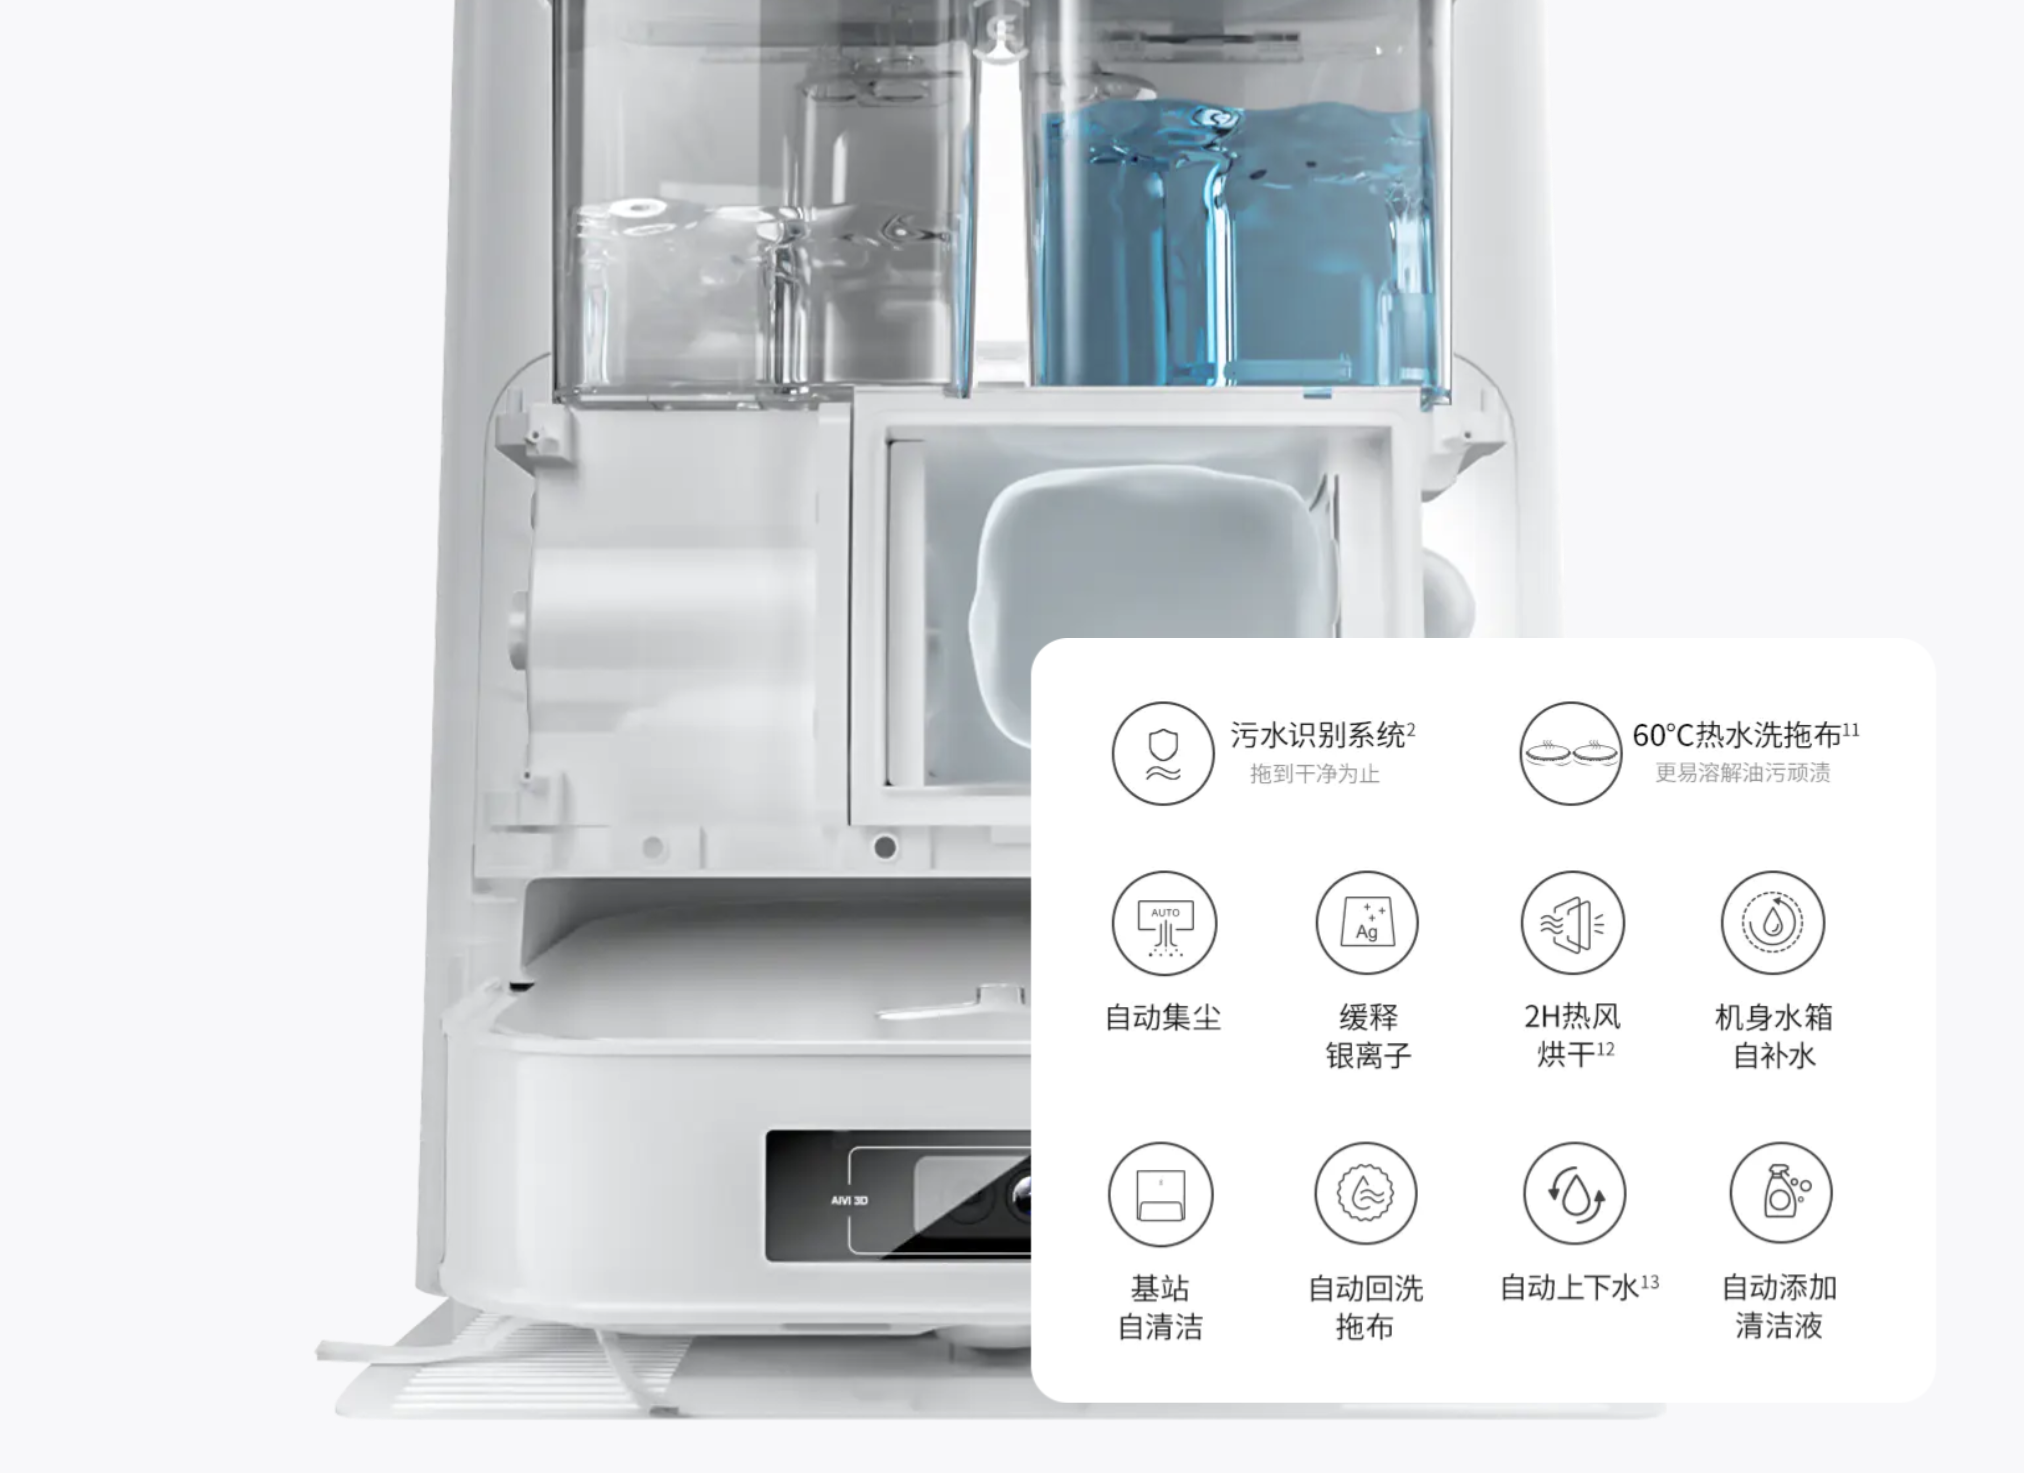 污水识别系统2
拖到干净为止
60°C热水洗拖布11
更易溶解油污顽渍
AUTO
Ag
自动集尘
缓释
银离子
2H热风
烘干12
机身水箱
自补水
AIVI 3D
基站
自清洁
自动回洗
拖布
自动上下水13
自动添加
清洁液